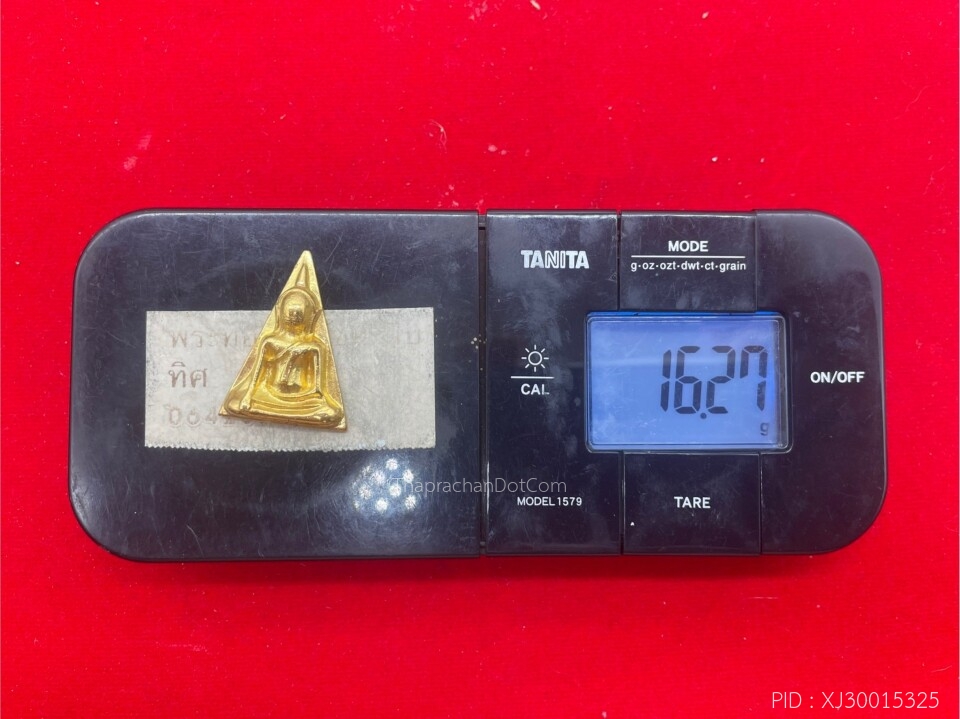 TANITA
MODE
g·oz·ozt·dwt·ct·grain
CAL
16.27
g
ON/OFF
ทิศ
ThaprachanDotCom
MODEL 1579
TARE
PID : XJ30015325